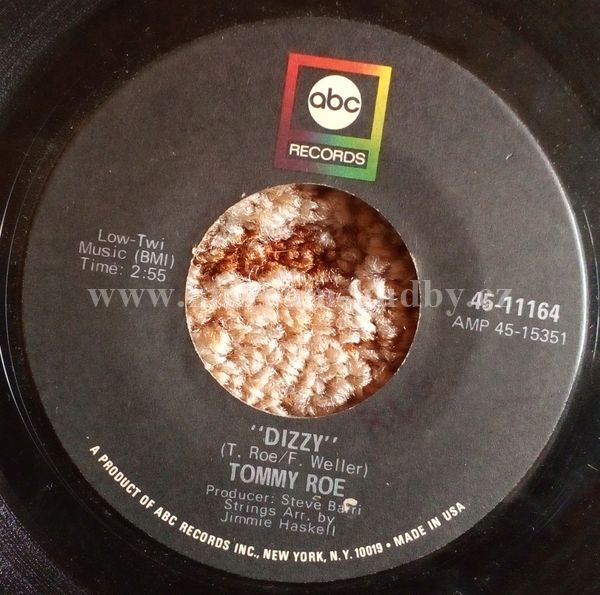 abc
RECORDS
Low-Twi
Music (BMI)
Time: 2:55
45-11164
AMP 45-15351
"DIZZY"
(T. Roe/F. Weller)
TOMMY ROE
Producer: Steve Barri
Strings Arr. by
Jimmie Haskell
A PRODUCT OF ABC RECORDS INC., NEW YORK, N.Y. 10019 • MADE IN USA